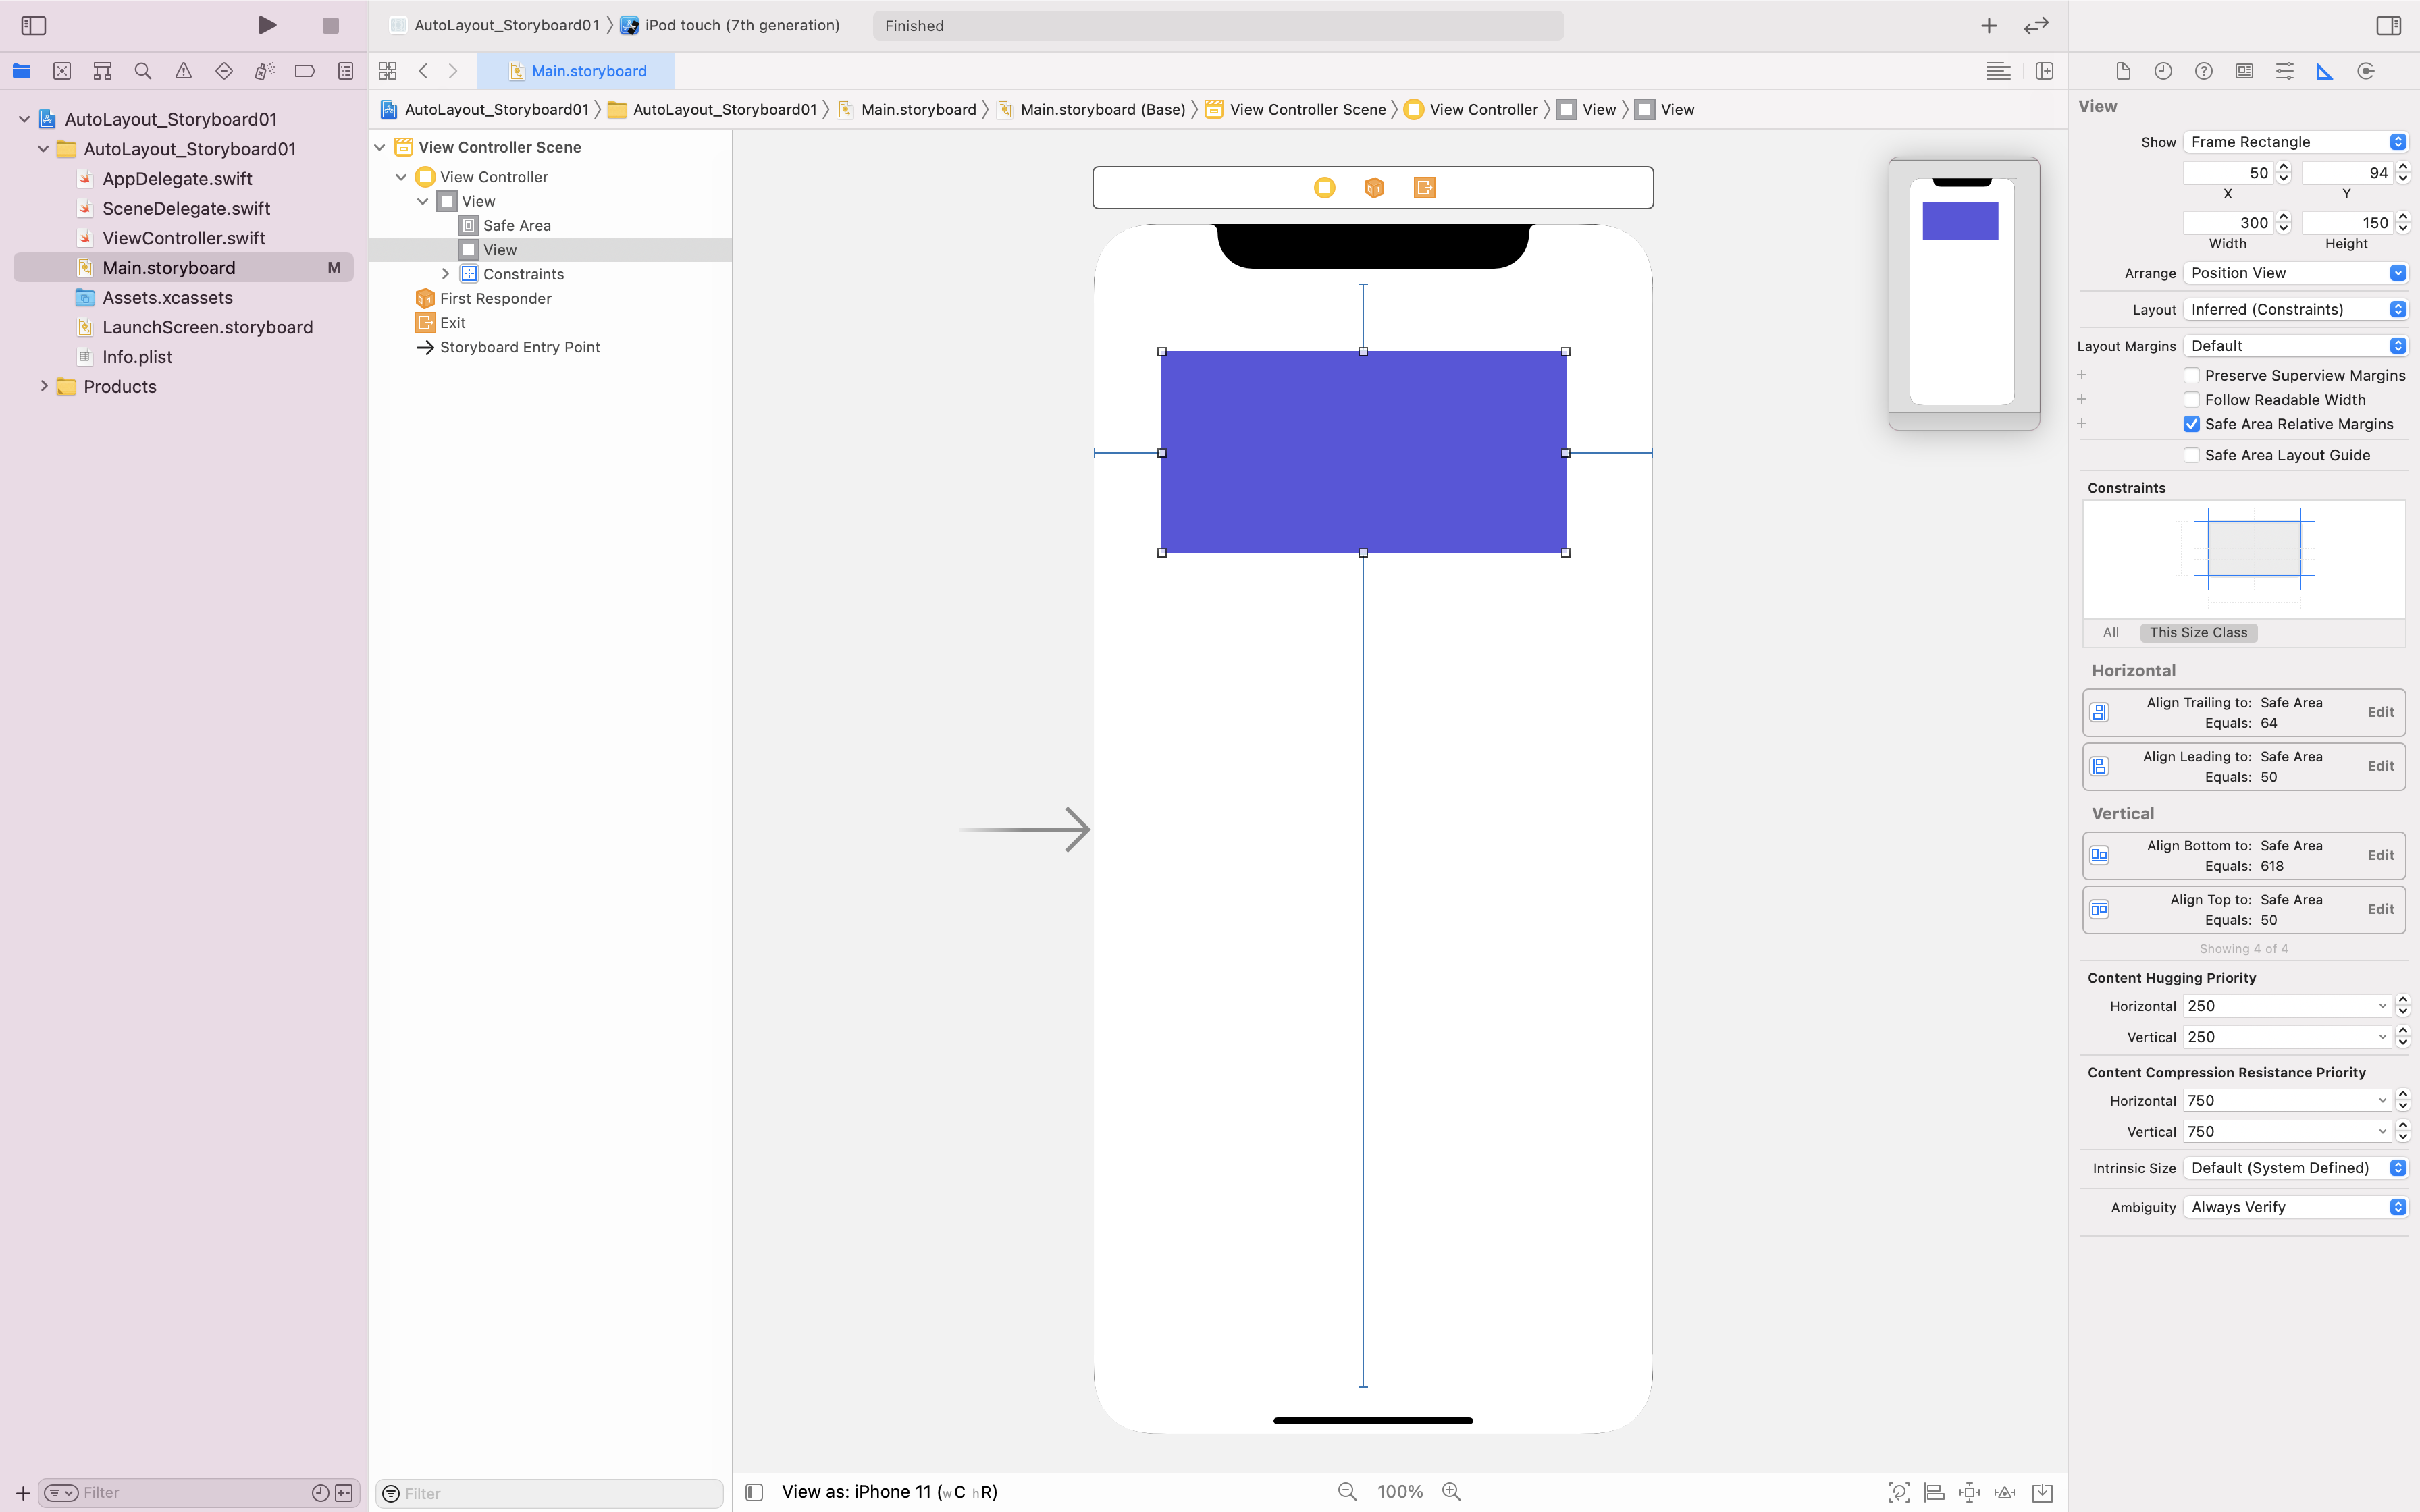 AutoLayout_Storyboard01 〉 iPod touch (7th generation)
Finished
Main.storyboard
AutoLayout_Storyboard01 〉 AutoLayout_Storyboard01 〉 Main.storyboard 〉 Main.storyboard (Base) 〉 View Controller Scene 〉 View Controller 〉 View 〉 View
AutoLayout_Storyboard01
AutoLayout_Storyboard01
AppDelegate.swift
SceneDelegate.swift
ViewController.swift
Main.storyboard M
Assets.xcassets
LaunchScreen.storyboard
Info.plist
Products
Filter
View Controller Scene
View Controller
View
Safe Area
View
Constraints
First Responder
Exit
Storyboard Entry Point
Filter
View as: iPhone 11 (wC hR)
100%
View
Show Frame Rectangle
50 94
X Y
300 150
Width Height
Arrange Position View
Layout Inferred (Constraints)
Layout Margins Default
Preserve Superview Margins
Follow Readable Width
Safe Area Relative Margins
Safe Area Layout Guide
Constraints
All This Size Class
Horizontal
Align Trailing to: Safe Area
Equals: 64
Edit
Align Leading to: Safe Area
Equals: 50
Edit
Vertical
Align Bottom to: Safe Area
Equals: 618
Edit
Align Top to: Safe Area
Equals: 50
Edit
Showing 4 of 4
Content Hugging Priority
Horizontal 250
Vertical 250
Content Compression Resistance Priority
Horizontal 750
Vertical 750
Intrinsic Size Default (System Defined)
Ambiguity Always Verify